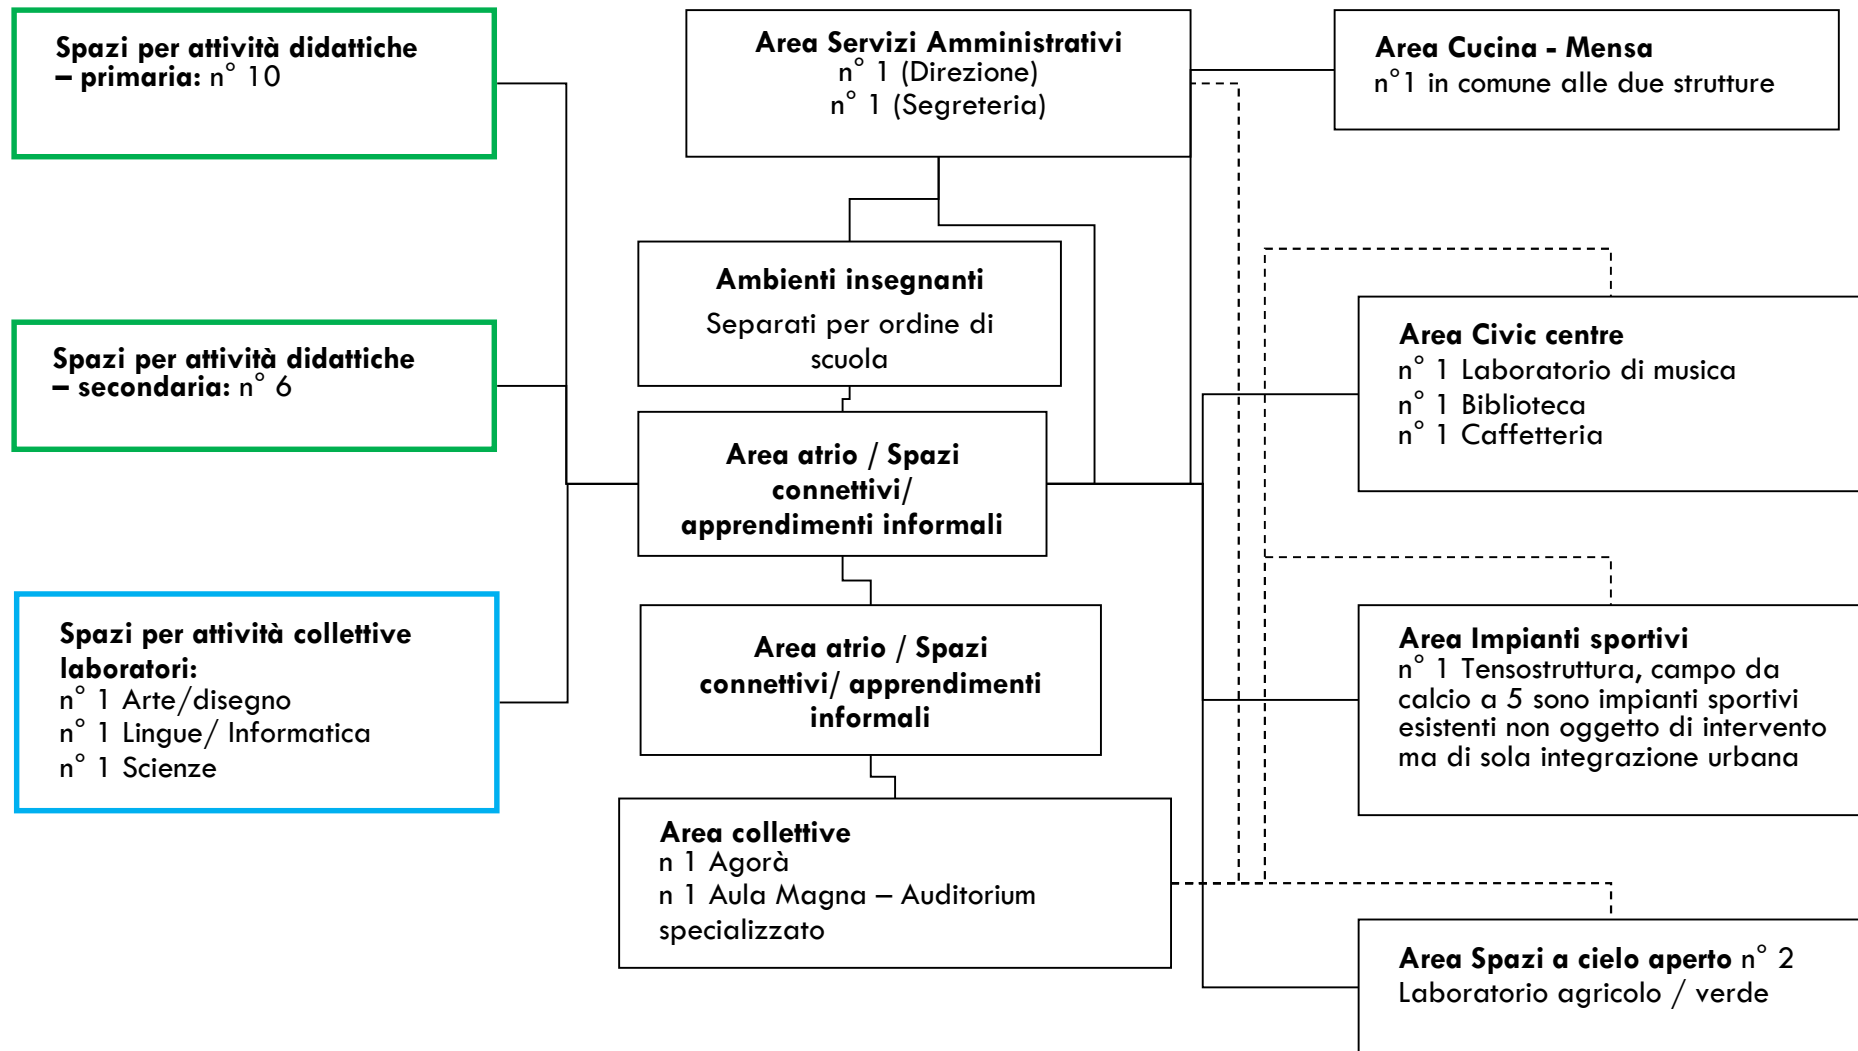 Spazi per attività didattiche
– primaria: n° 10
Area Servizi Amministrativi
n° 1 (Direzione)
n° 1 (Segreteria)
Area Cucina - Mensa
n°1 in comune alle due strutture
Ambienti insegnanti
Separati per ordine di
scuola
Spazi per attività didattiche
– secondaria: n° 6
Area Civic centre
n° 1 Laboratorio di musica
n° 1 Biblioteca
n° 1 Caffetteria
Area atrio / Spazi
connettivi/
apprendimenti informali
Spazi per attività collettive
laboratori:
n° 1 Arte/disegno
n° 1 Lingue/ Informatica
n° 1 Scienze
Area atrio / Spazi
connettivi/ apprendimenti
informali
Area Impianti sportivi
n° 1 Tensostruttura, campo da
calcio a 5 sono impianti sportivi
esistenti non oggetto di intervento
ma di sola integrazione urbana
Area collettive
n 1 Agorà
n 1 Aula Magna – Auditorium
specializzato
Area Spazi a cielo aperto n° 2
Laboratorio agricolo / verde